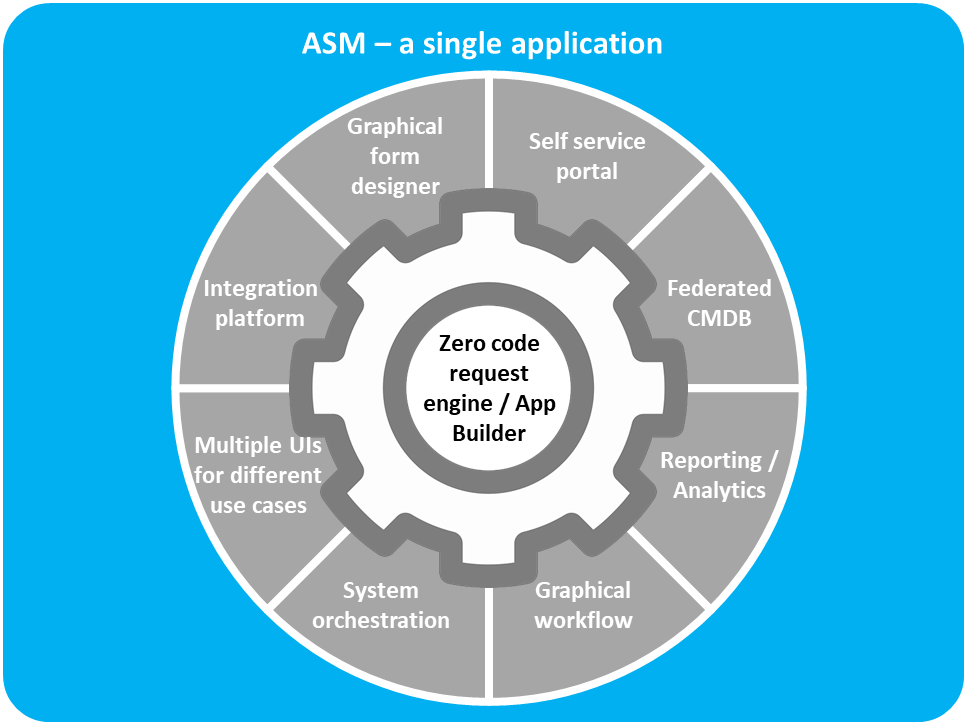 ASM – a single application
Graphical
form
designer
Self service
portal
Integration
platform
Federated
CMDB
Zero code
request
engine / App
Builder
Multiple UIs
for different
use cases
Reporting /
Analytics
System
orchestration
Graphical
workflow